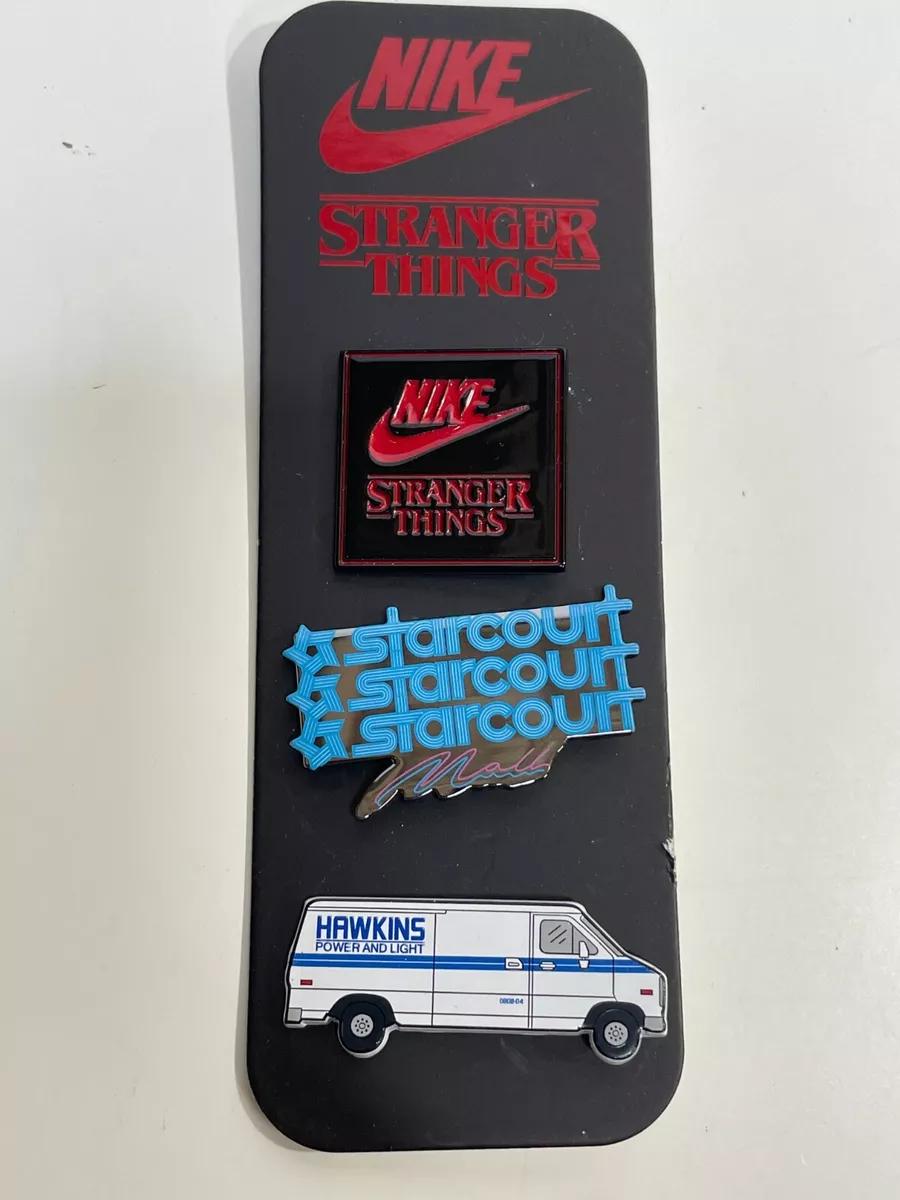 NIKE
STRANGER
THINGS
NIKE
STRANGER
THINGS
starcourt
starcourt
starcourt
Mall
HAWKINS
POWER AND LIGHT